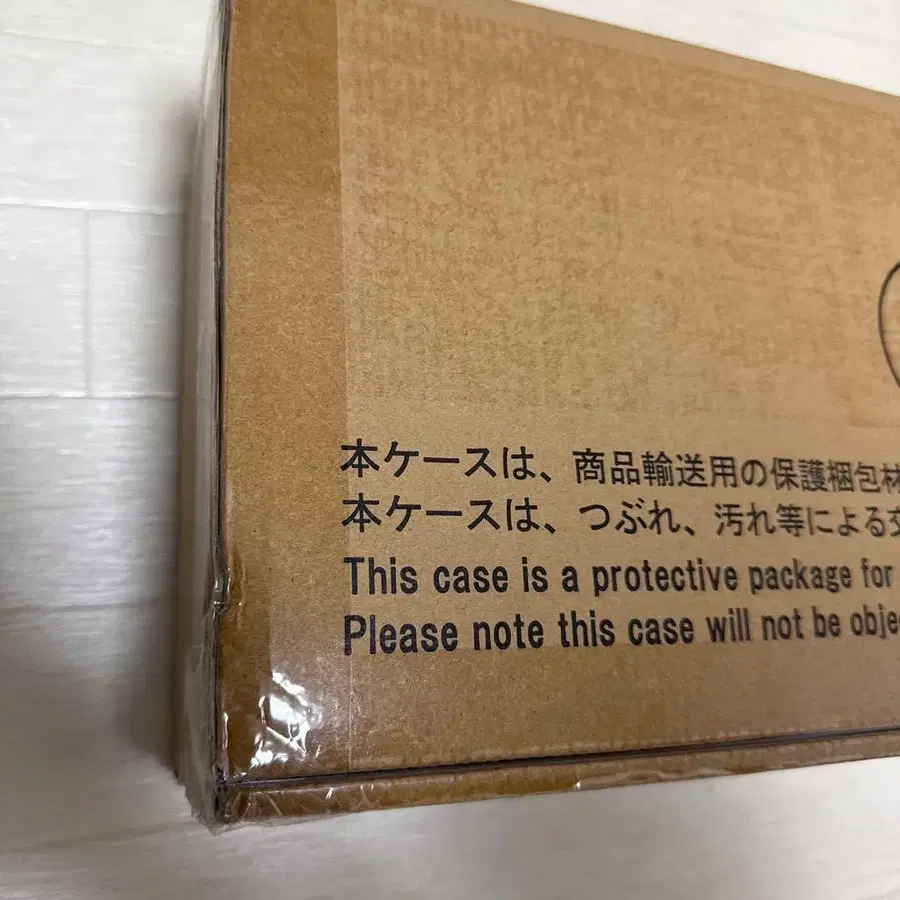 本ケースは、商品輸送用の保護梱包材
本ケースは、つぶれ、汚れ等による交
This case is a protective package for
Please note this case will not be obje